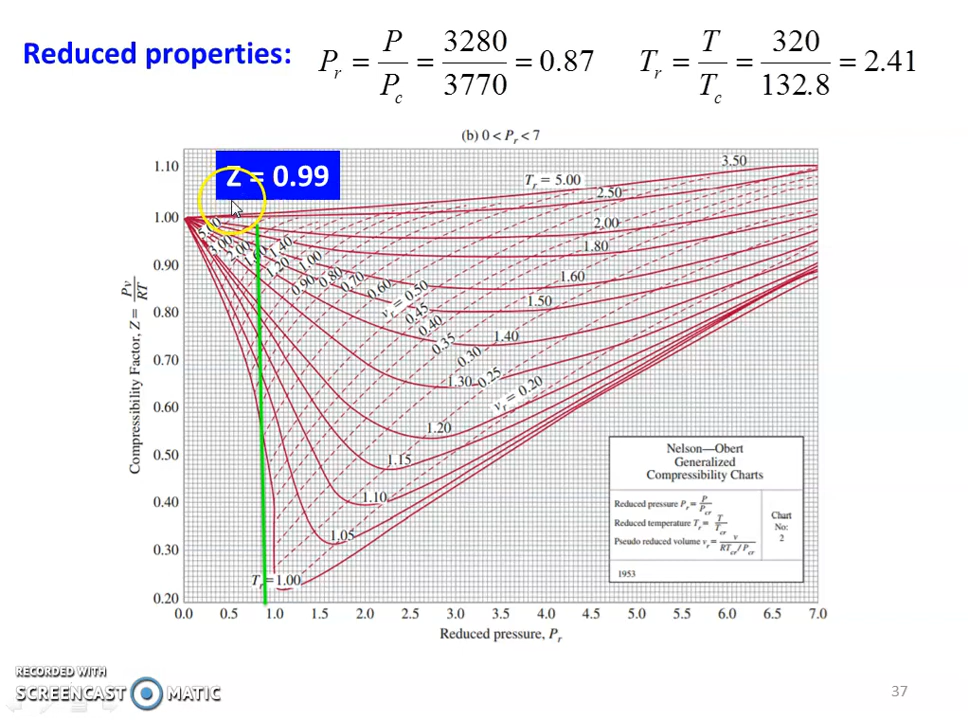 Reduced properties: P_r = P/P_c = 3280/3770 = 0.87 T_r = T/T_c = 320/132.8 = 2.41
(b) 0 < P_r < 7
Z = 0.99
1.10
1.00
0.90
0.80
0.70
0.60
0.50
0.40
0.30
0.20
Compressibility Factor, Z = Pv/RT
3.50
T_r = 5.00
2.50
2.00
1.80
1.60
1.50
1.40
1.30
1.20
1.15
1.10
1.05
T_r = 1.00
3.00
2.00
1.60
1.40
1.20
1.00
0.90
0.80
0.70
0.60
v_r = 0.50
0.45
0.40
0.35
0.30
0.25
v_r = 0.20
Nelson—Obert
Generalized
Compressibility Charts
Reduced pressure P_r = P/P_cr
Reduced temperature T_r = T/T_cr
Pseudo reduced volume v_r = v/RT_cr/P_cr
Chart
No:
2
1953
0.0 0.5 1.0 1.5 2.0 2.5 3.0 3.5 4.0 4.5 5.0 5.5 6.0 6.5 7.0
Reduced pressure, P_r
RECORDED WITH
SCREENCAST MATIC
37